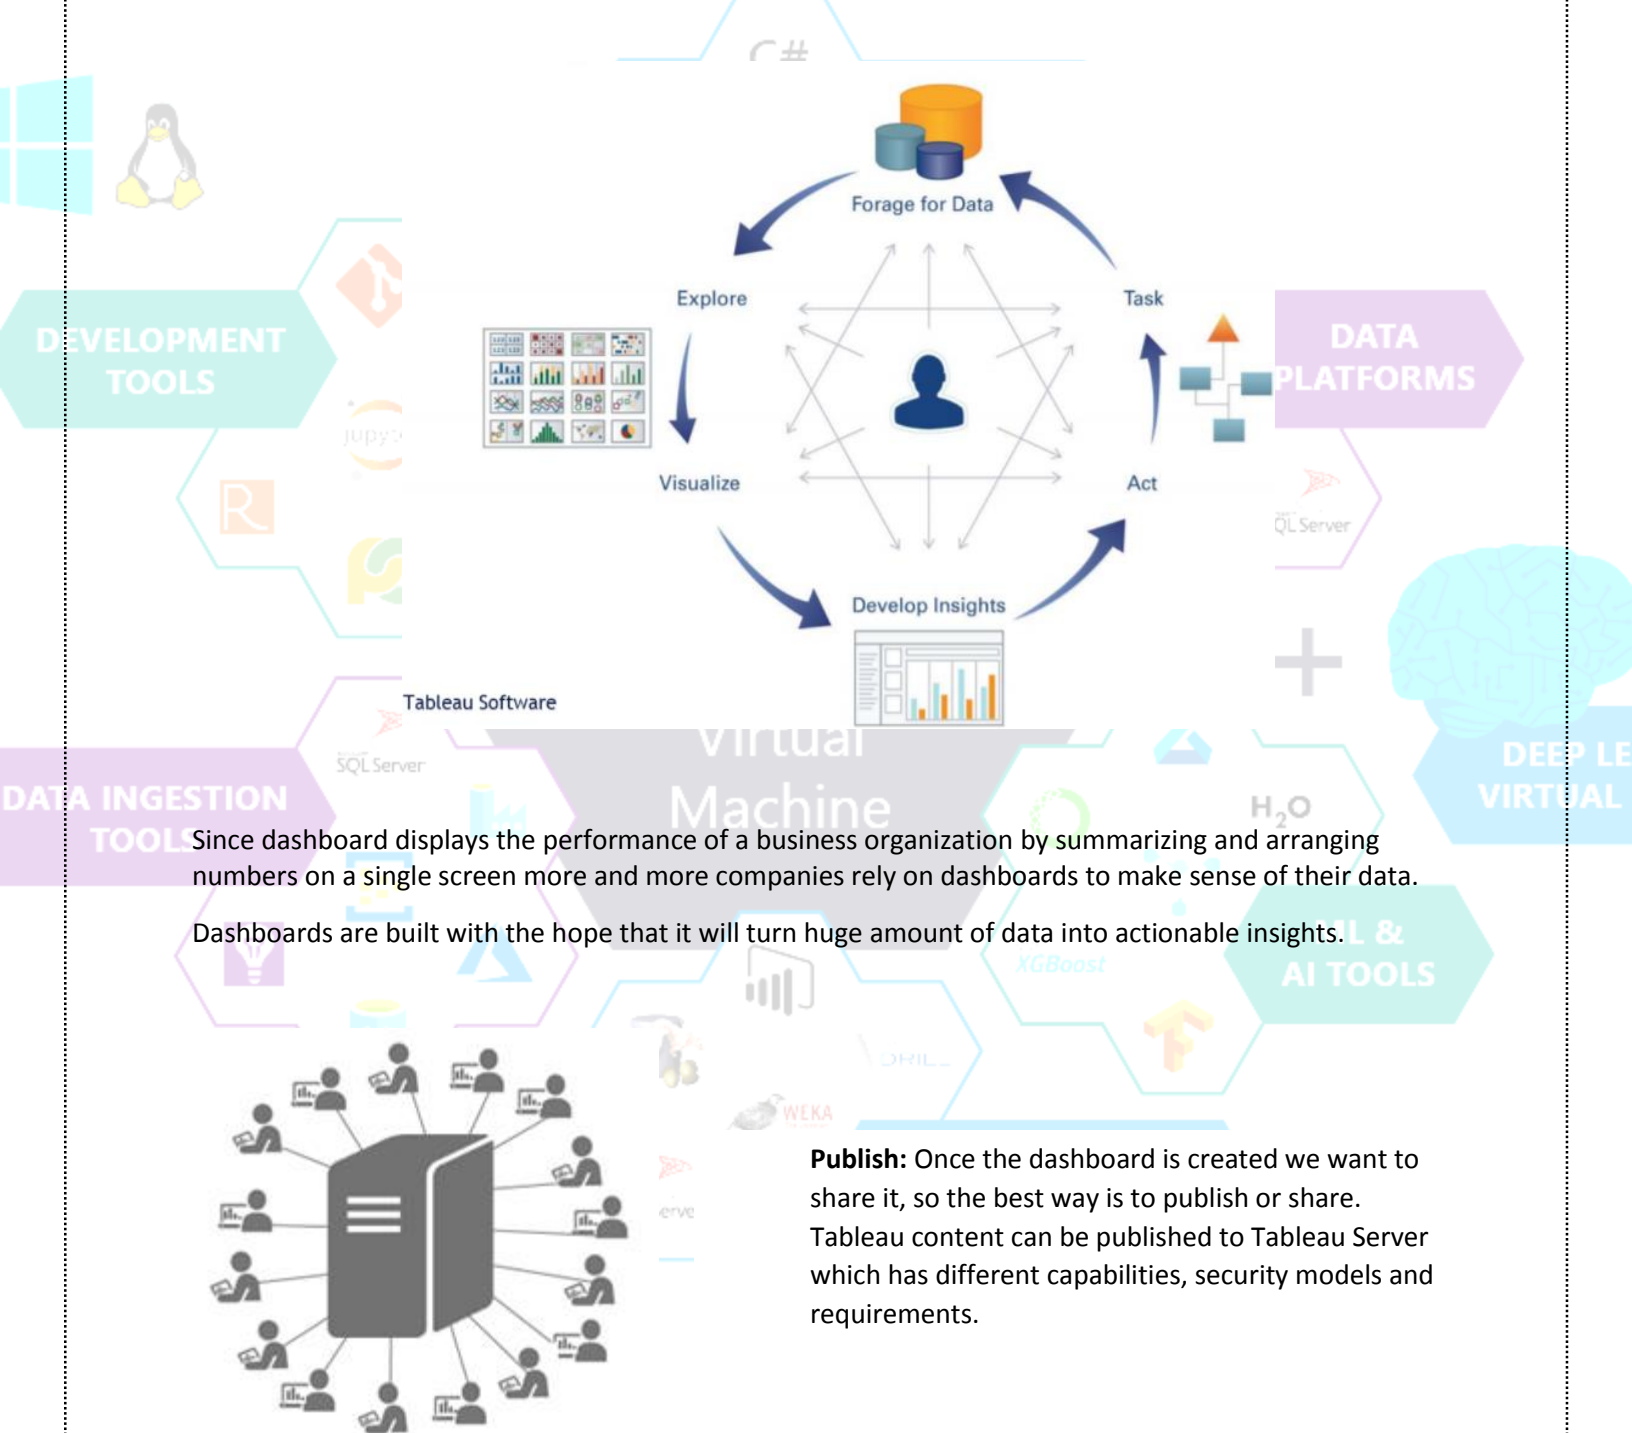 C#
Forage for Data
Explore
Task
DEVELOPMENT
TOOLS
DATA
PLATFORMS
Visualize
Act
Develop Insights
Tableau Software
SQL Server
Virtual
Machine
DATA INGESTION
TOOLS
H2O
Since dashboard displays the performance of a business organization by summarizing and arranging
numbers on a single screen more and more companies rely on dashboards to make sense of their data.
Dashboards are built with the hope that it will turn huge amount of data into actionable insights.
ML &
AI TOOLS
XGBoost
DRILL
WEKA
Publish: Once the dashboard is created we want to
share it, so the best way is to publish or share.
Tableau content can be published to Tableau Server
which has different capabilities, security models and
requirements.